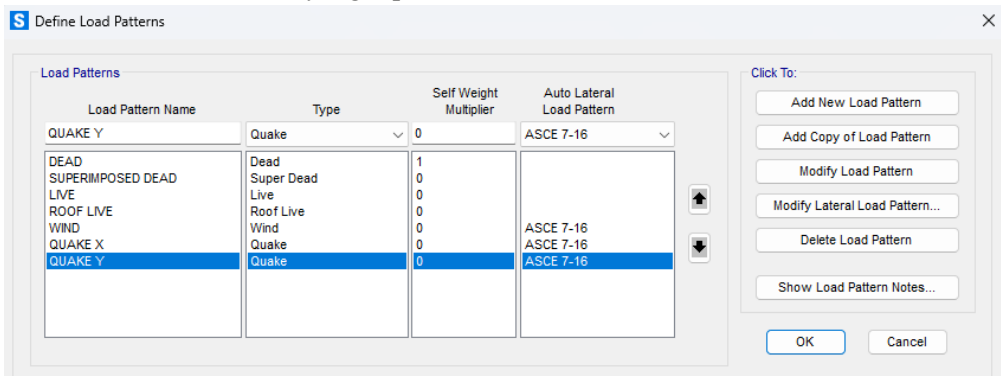 S Define Load Patterns
Load Patterns
Click To:
Load Pattern Name Type Self Weight Multiplier Auto Lateral Load Pattern
QUAKE Y Quake 0 ASCE 7-16
DEAD Dead 1
SUPERIMPOSED DEAD Super Dead 0
LIVE Live 0
ROOF LIVE Roof Live 0
WIND Wind 0 ASCE 7-16
QUAKE X Quake 0 ASCE 7-16
QUAKE Y Quake 0 ASCE 7-16
Add New Load Pattern
Add Copy of Load Pattern
Modify Load Pattern
Modify Lateral Load Pattern...
Delete Load Pattern
Show Load Pattern Notes...
OK Cancel